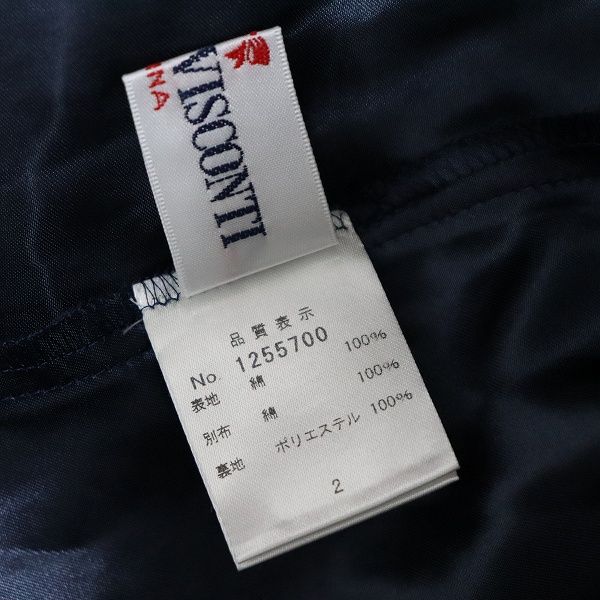 VISCONTI
品質表示
No. 1255700
表地 綿 100%
別布 綿 100%
裏地 ポリエステル 100%
2